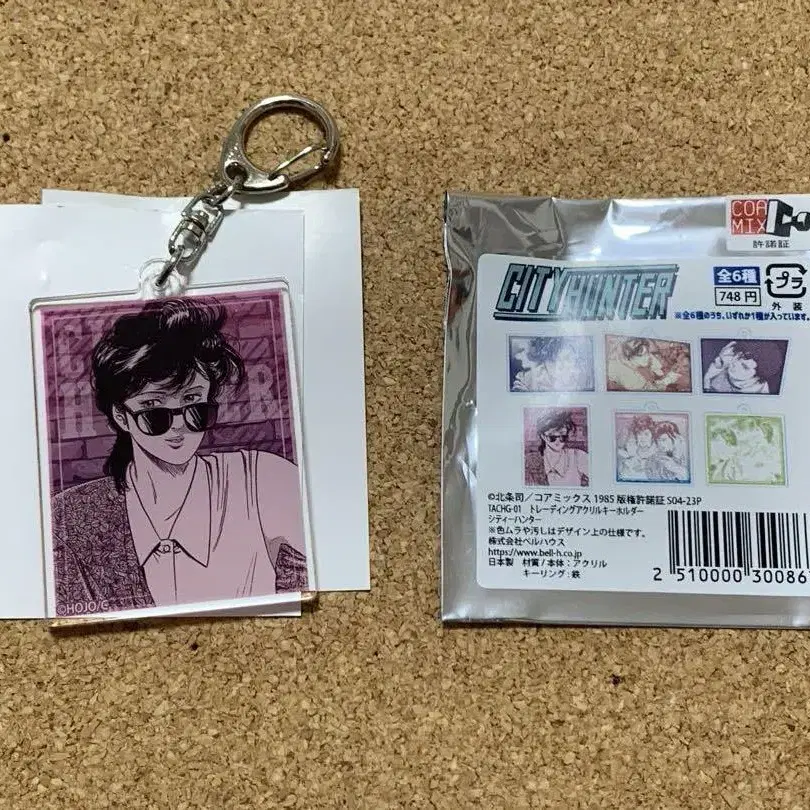 CITY
HUNTER
©HOJO/C
COA
MIX
許諾証
CITYHUNTER
全6種
748円
プラ
外装
※全6種のうち、いずれか1種が入っています。
©北条司/コアミックス 1985 版権許諾証 S04-23P
TACHG-01 トレーディングアクリルキーホルダー
シティーハンター
※色ムラや汚しはデザイン上の仕様です。
株式会社ベルハウス
https://www.bell-h.co.jp
日本製 材質/本体:アクリル
キーリング:鉄
2 510000 30086